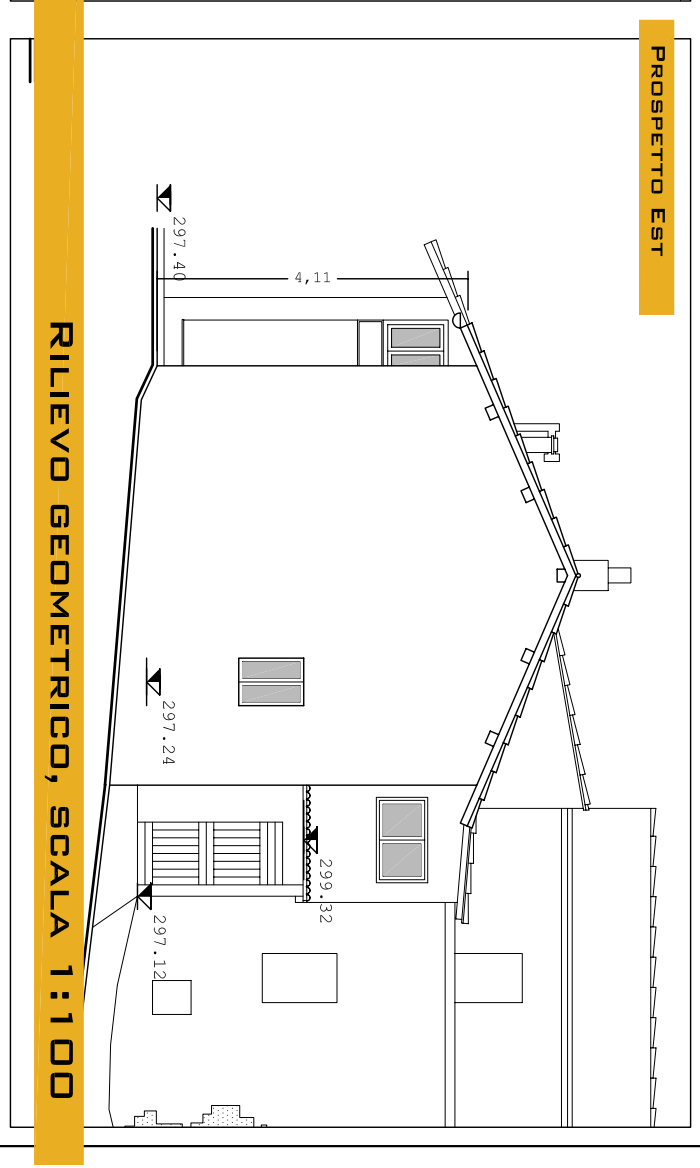 PROSPETTO EST
297.40
4,11
297.24
299.32
297.12
RILIEVO GEOMETRICO, SCALA 1:100